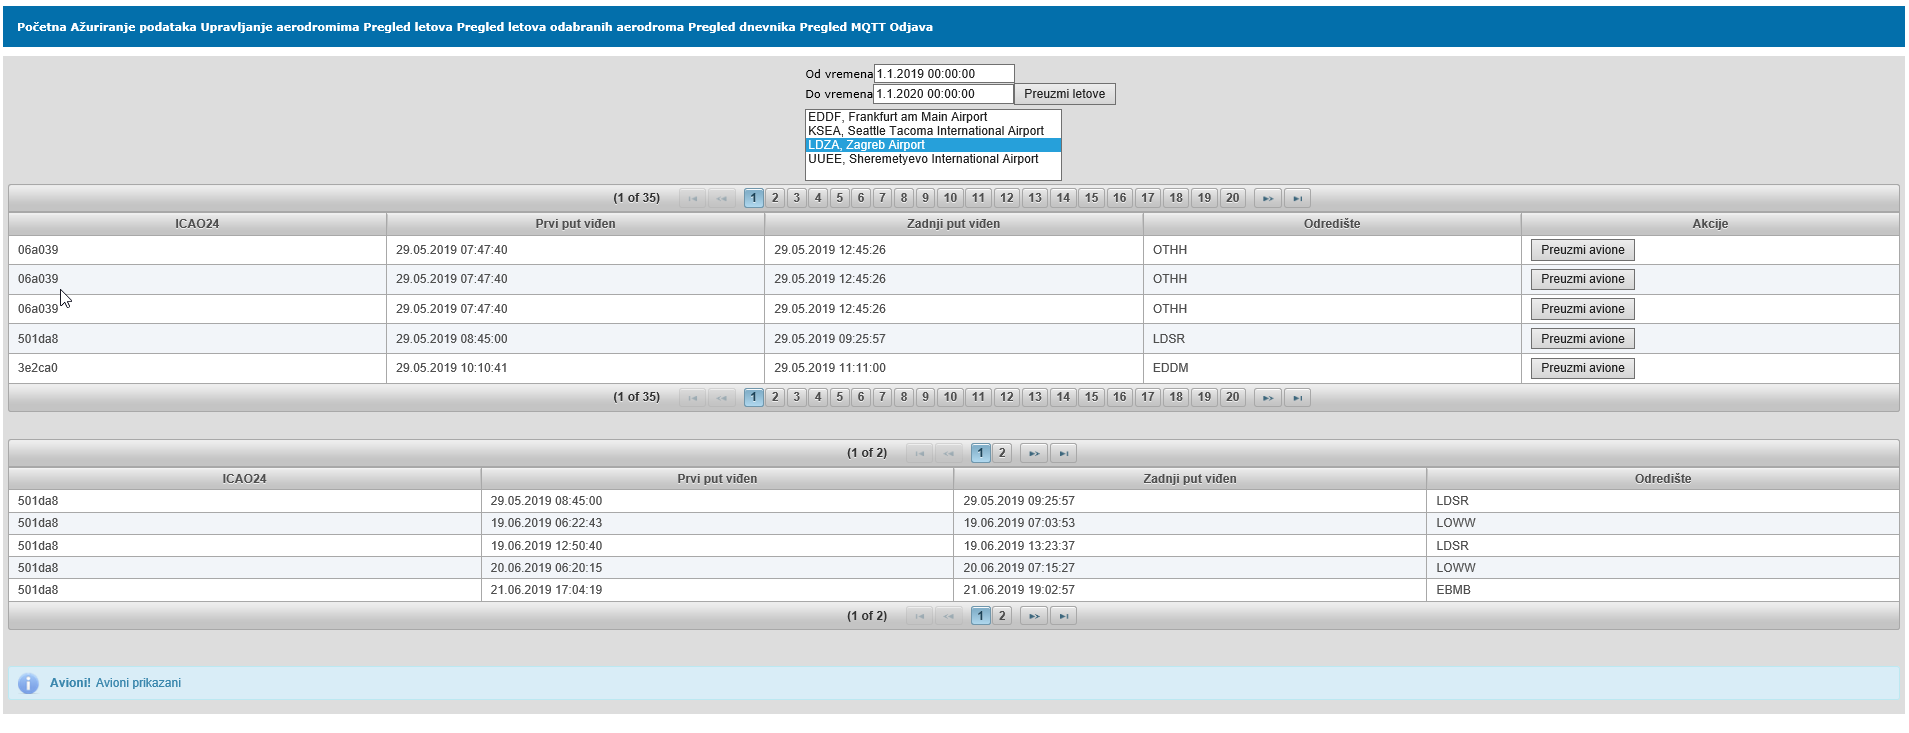 Početna Ažuriranje podataka Upravljanje aerodromima Pregled letova Pregled letova odabranih aerodroma Pregled dnevnika Pregled MQTT Odjava
Od vremena 1.1.2019 00:00:00
Do vremena 1.1.2020 00:00:00 Preuzmi letove
EDDF, Frankfurt am Main Airport
KSEA, Seattle Tacoma International Airport
LDZA, Zagreb Airport
UUEE, Sheremetyevo International Airport
(1 of 35) 1 2 3 4 5 6 7 8 9 10 11 12 13 14 15 16 17 18 19 20
ICAO24 Prvi put viđen Zadnji put viđen Odredište Akcije
06a039 29.05.2019 07:47:40 29.05.2019 12:45:26 OTHH Preuzmi avione
06a039 29.05.2019 07:47:40 29.05.2019 12:45:26 OTHH Preuzmi avione
06a039 29.05.2019 07:47:40 29.05.2019 12:45:26 OTHH Preuzmi avione
501da8 29.05.2019 08:45:00 29.05.2019 09:25:57 LDSR Preuzmi avione
3e2ca0 29.05.2019 10:10:41 29.05.2019 11:11:00 EDDM Preuzmi avione
(1 of 35) 1 2 3 4 5 6 7 8 9 10 11 12 13 14 15 16 17 18 19 20
(1 of 2) 1 2
ICAO24 Prvi put viđen Zadnji put viđen Odredište
501da8 29.05.2019 08:45:00 29.05.2019 09:25:57 LDSR
501da8 19.06.2019 06:22:43 19.06.2019 07:03:53 LOWW
501da8 19.06.2019 12:50:40 19.06.2019 13:23:37 LDSR
501da8 20.06.2019 06:20:15 20.06.2019 07:15:27 LOWW
501da8 21.06.2019 17:04:19 21.06.2019 19:02:57 EBMB
(1 of 2) 1 2
Avioni! Avioni prikazani